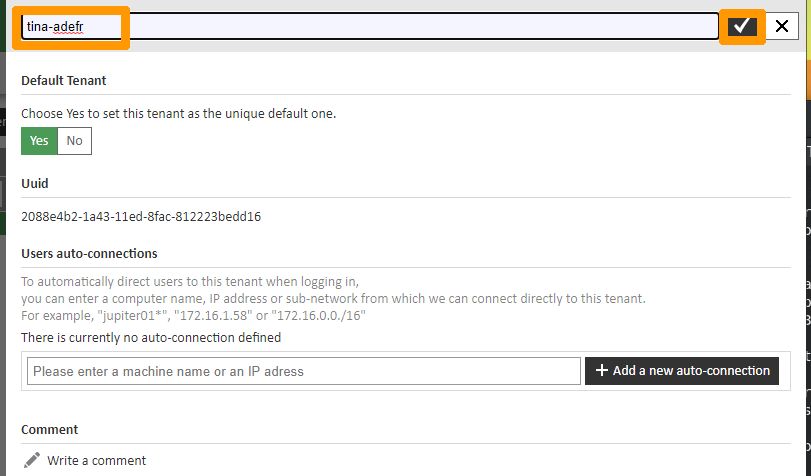 tina-adefr
Default Tenant
Choose Yes to set this tenant as the unique default one.
Yes No
Uuid
2088e4b2-1a43-11ed-8fac-812223bedd16
Users auto-connections
To automatically direct users to this tenant when logging in,
you can enter a computer name, IP address or sub-network from which we can connect directly to this tenant.
For example, "jupiter01*", "172.16.1.58" or "172.16.0.0./16"
There is currently no auto-connection defined
Please enter a machine name or an IP adress
Add a new auto-connection
Comment
Write a comment